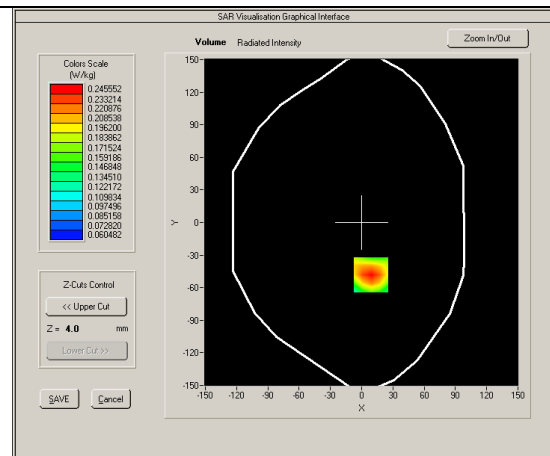 SAR Visualisation Graphical Interface
Volume Radiated Intensity
Zoom In/Out
Colors Scale
(W/kg)
0.245552
0.233214
0.220876
0.208538
0.196200
0.183862
0.171524
0.159186
0.146848
0.134510
0.122172
0.109834
0.097496
0.085158
0.072820
0.060482
Z-Cuts Control
<< Upper Cut
Z = 4.0 mm
Lower Cut >>
SAVE Cancel
150
120
90
60
30
0
-30
-60
-90
-120
-150
Y
-150 -120 -90 -60 -30 0 30 60 90 120 150
X